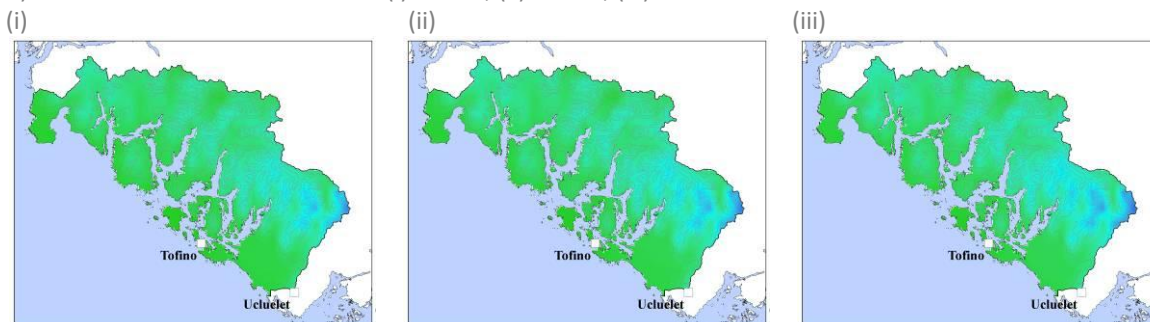 (i) (ii) (iii)
Tofino Tofino Tofino
Ucluelet Ucluelet Ucluelet